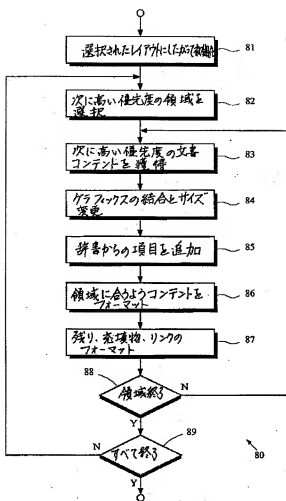 選択されたレイアウトにしたがって初期化
81
次に高い優先度の領域を
選択
82
次に高い優先度の文書
コンテントを獲得
83
グラフィックスの結合とサイズ
変更
84
辞書からの項目を追加
85
領域に合うようコンテントを
フォーマット
86
残り、充填物、リンクの
フォーマット
87
88
領域終了
N
Y
89
N
すべて終了
Y
80